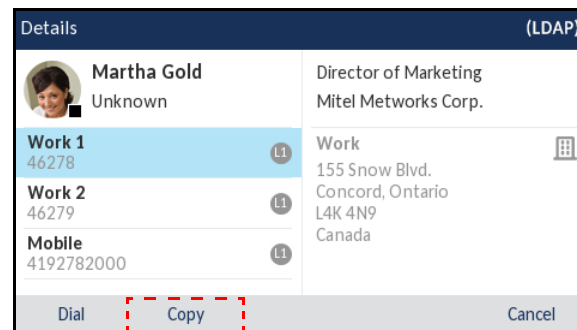 Details (LDAP)
Martha Gold
Unknown
Work 1
46278
L1
Work 2
46279
L1
Mobile
4192782000
L1
Director of Marketing
Mitel Metworks Corp.
Work
155 Snow Blvd.
Concord, Ontario
L4K 4N9
Canada
Dial Copy Cancel